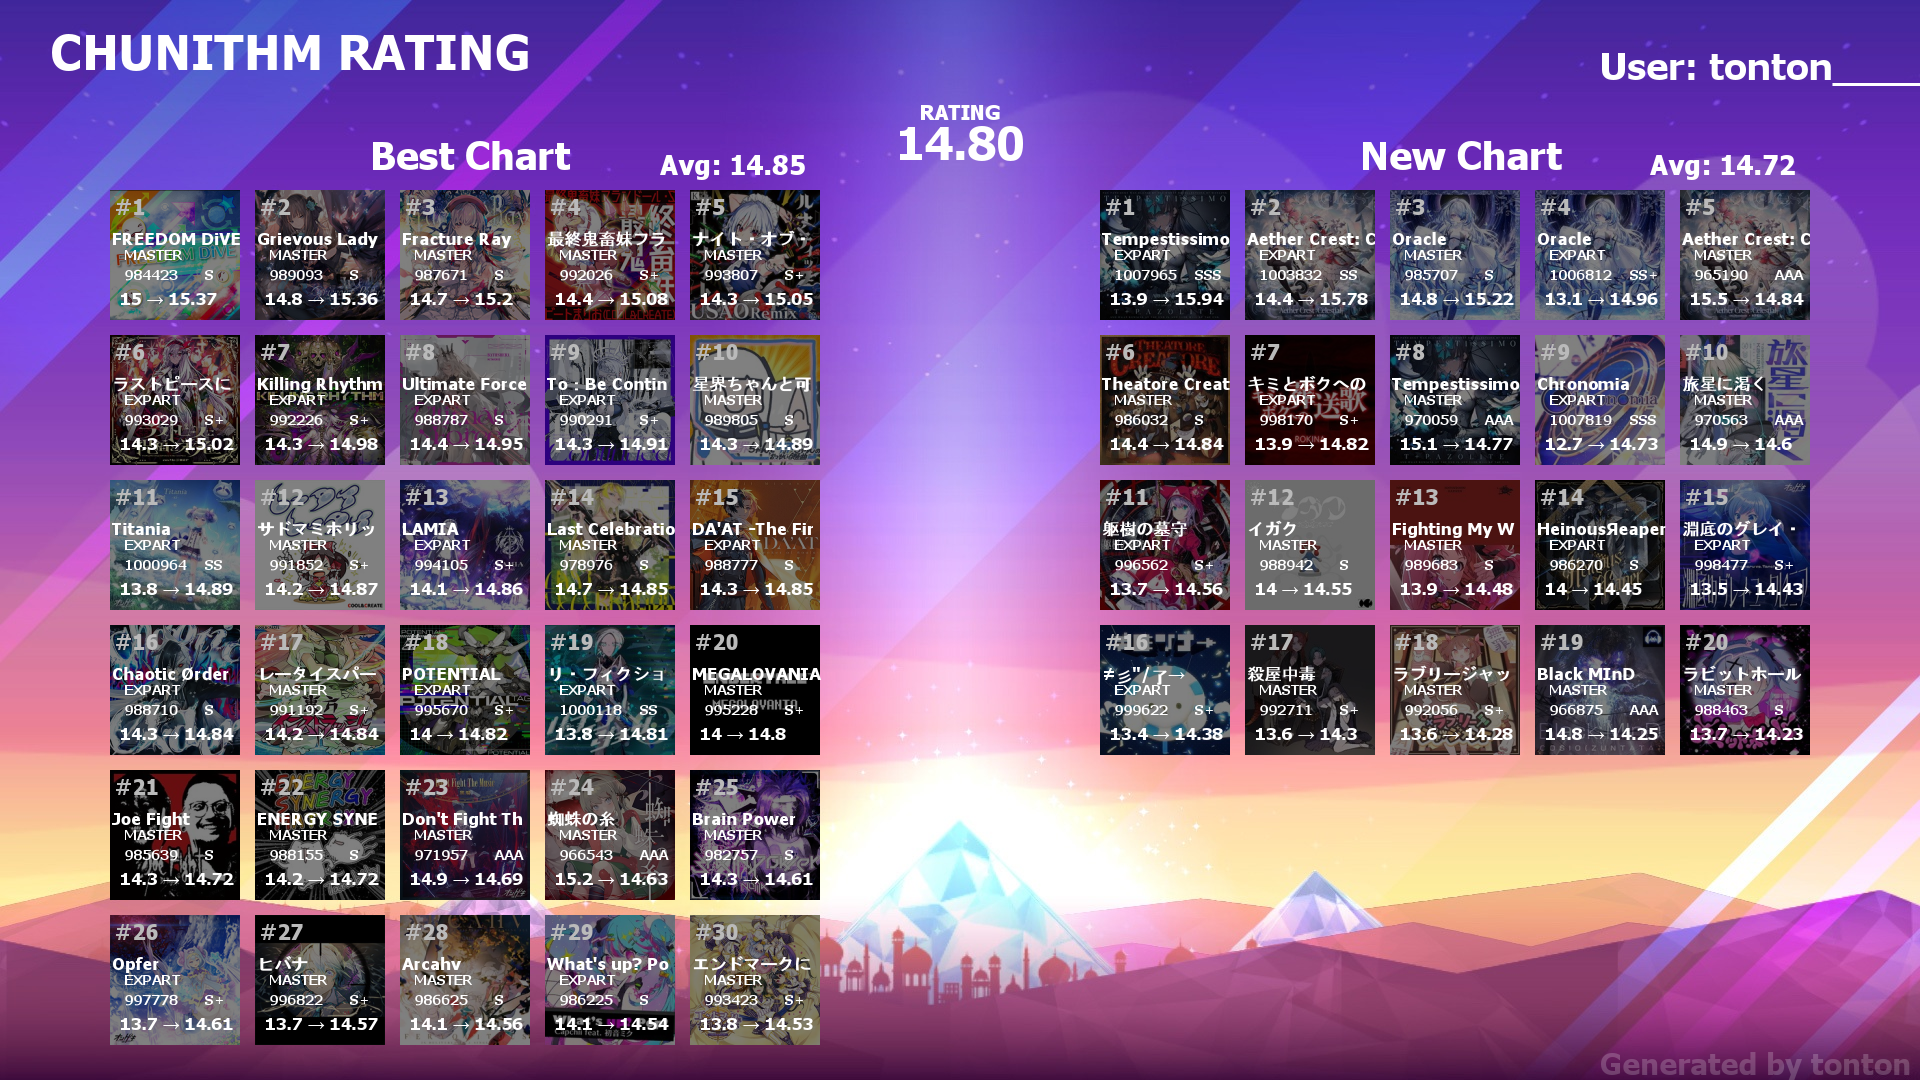 CHUNITHM RATING
User: tonton_____
RATING
14.80
Best Chart
Avg: 14.85
#1
FREEDOM DiVE
MASTER
984423 S
15 → 15.37
#2
Grievous Lady
MASTER
989093 S
14.8 → 15.36
#3
Fracture Ray
MASTER
987671 S
14.7 → 15.2
#4
最終鬼畜妹フラ
MASTER
992026 S+
14.4 → 15.08
#5
ナイト・オブ・
MASTER
993807 S+
14.3 → 15.05
#6
ラストピースに
EXPART
993029 S+
14.3 → 15.02
#7
Killing Rhythm
EXPART
992226 S+
14.3 → 14.98
#8
Ultimate Force
EXPART
988787 S
14.4 → 14.95
#9
To：Be Contin
EXPART
990291 S+
14.3 → 14.91
#10
星界ちゃんと可
MASTER
989805 S
14.3 → 14.89
#11
Titania
EXPART
1000964 SS
13.8 → 14.89
#12
サドマミホリッ
MASTER
991852 S+
14.2 → 14.87
#13
LAMIA
EXPART
994105 S+
14.1 → 14.86
#14
Last Celebratio
MASTER
978976 S
14.7 → 14.85
#15
DA'AT -The Fir
EXPART
988777 S
14.3 → 14.85
#16
Chaotic Ørder
EXPART
988710 S
14.3 → 14.84
#17
レータイスパー
MASTER
991192 S+
14.2 → 14.84
#18
POTENTIAL
EXPART
995670 S+
14 → 14.82
#19
リ・フィクショ
EXPART
1000118 SS
13.8 → 14.81
#20
MEGALOVANIA
MASTER
995228 S+
14 → 14.8
#21
Joe Fight
MASTER
985639 S
14.3 → 14.72
#22
ENERGY SYNE
MASTER
988155 S
14.2 → 14.72
#23
Don't Fight Th
MASTER
971957 AAA
14.9 → 14.69
#24
蜘蛛の糸
MASTER
966543 AAA
15.2 → 14.63
#25
Brain Power
MASTER
982757 S
14.3 → 14.61
#26
Opfer
EXPART
997778 S+
13.7 → 14.61
#27
ヒバナ
MASTER
996822 S+
13.7 → 14.57
#28
Arcahv
MASTER
986625 S
14.1 → 14.56
#29
What's up? Po
EXPART
986225 S
14.1 → 14.54
#30
エンドマークに
MASTER
993423 S+
13.8 → 14.53
New Chart
Avg: 14.72
#1
Tempestissimo
EXPART
1007965 SSS
13.9 → 15.94
#2
Aether Crest: C
EXPART
1003832 SS
14.4 → 15.78
#3
Oracle
MASTER
985707 S
14.8 → 15.22
#4
Oracle
EXPART
1006812 SS+
13.1 → 14.96
#5
Aether Crest: C
MASTER
965190 AAA
15.5 → 14.84
#6
Theatore Creat
MASTER
986032 S
14.4 → 14.84
#7
キミとボクへの
EXPART
998170 S+
13.9 → 14.82
#8
Tempestissimo
MASTER
970059 AAA
15.1 → 14.77
#9
Chronomia
EXPART
1007819 SSS
12.7 → 14.73
#10
旅星に渇く
MASTER
970563 AAA
14.9 → 14.6
#11
躯樹の墓守
EXPART
996562 S+
13.7 → 14.56
#12
イガク
MASTER
988942 S
14 → 14.55
#13
Fighting My W
MASTER
989683 S
13.9 → 14.48
#14
HeinousЯeaper
EXPART
986270 S
14 → 14.45
#15
淵底のグレイ・
EXPART
998477 S+
13.5 → 14.43
#16
≠彡"/了→
EXPART
999622 S+
13.4 → 14.38
#17
殺屋中毒
MASTER
992711 S+
13.6 → 14.3
#18
ラブリージャッ
MASTER
992056 S+
13.6 → 14.28
#19
Black MInD
MASTER
966875 AAA
14.8 → 14.25
#20
ラビットホール
MASTER
988463 S
13.7 → 14.23
Generated by tonton